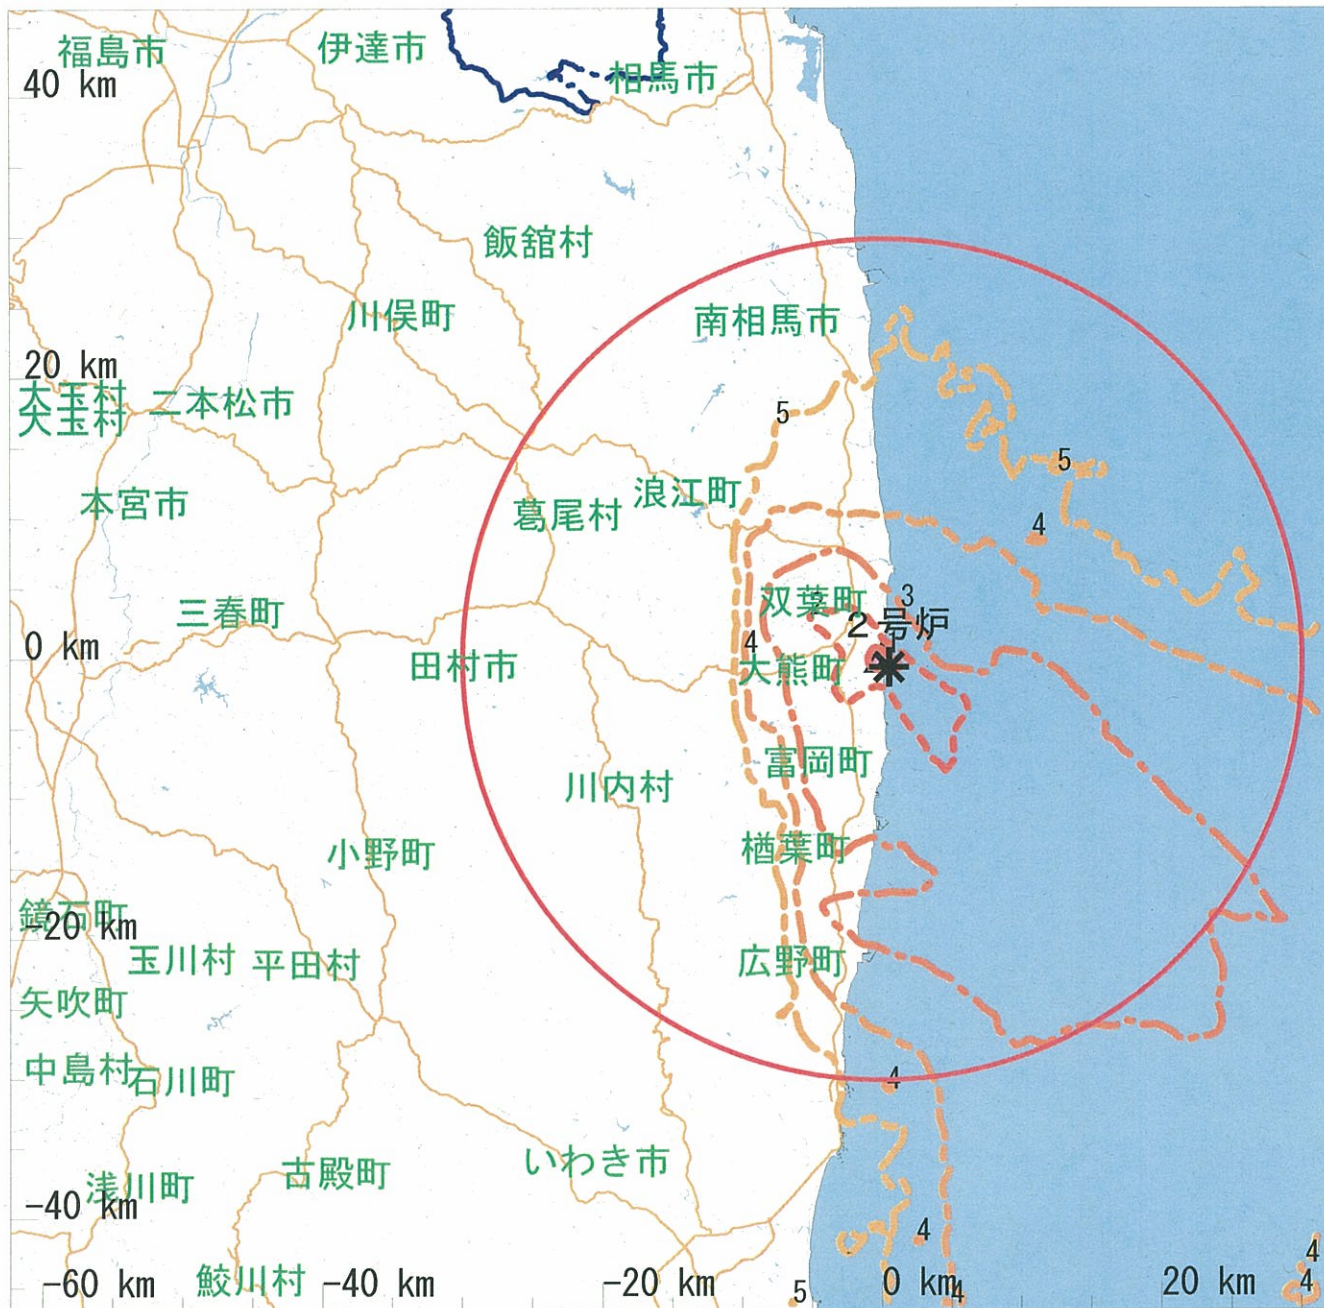 福島市
伊達市
相馬市
40 km
飯舘村
川俣町
南相馬市
20 km
大玉村
二本松市
大玉村
5
5
本宮市
葛尾村
浪江町
4
三春町
双葉町
3
2号炉
0 km
田村市
4
大熊町
川内村
富岡町
小野町
楢葉町
鏡石町
-20 km
玉川村
平田村
広野町
矢吹町
中島村
石川町
4
いわき市
古殿町
浅川町
-40 km
4
4
-60 km
鮫川村
-40 km
-20 km
5
0 km
4
20 km
4